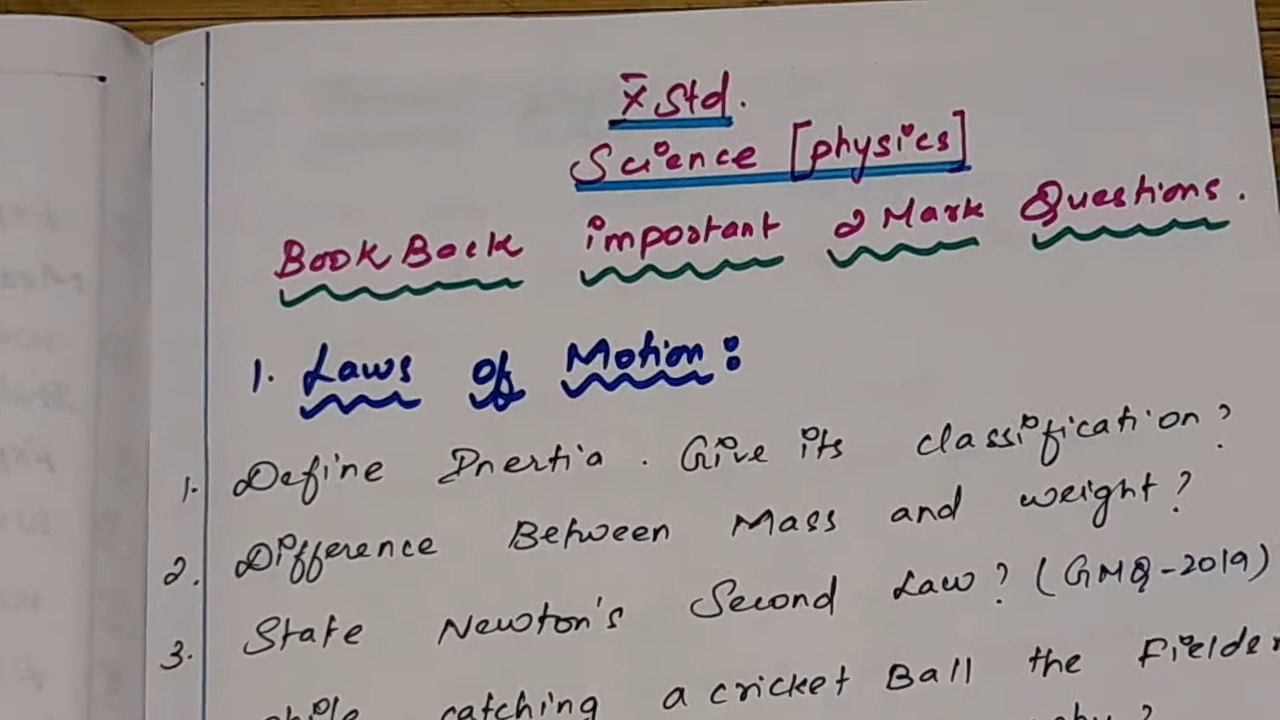 X Std.
Science [physics]
Book Back important 2 Mark Questions.
1. Laws of Motion:
1. Define Inertia. Give its classification?
2. Difference Between Mass and weight?
3. State Newton's Second Law? (GMQ-2019)
catching a cricket Ball the Fielder